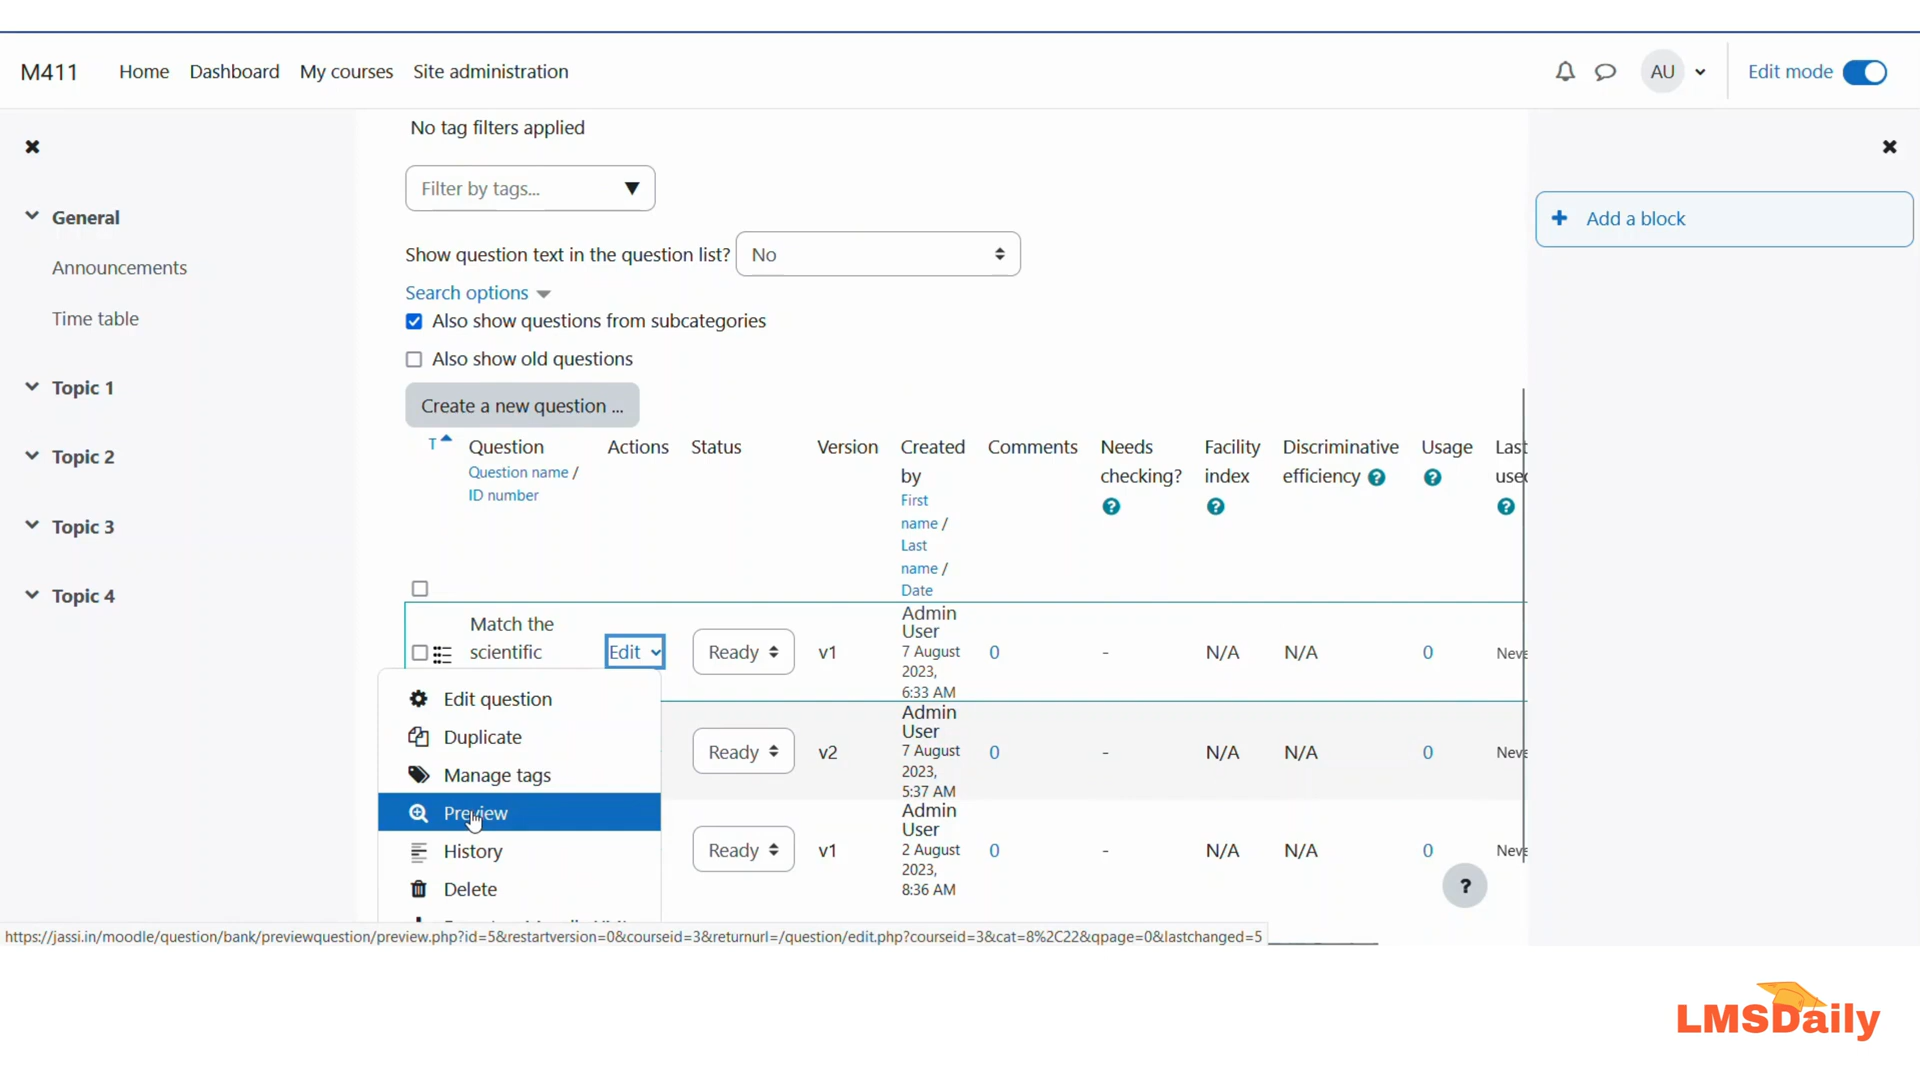 M411 Home Dashboard My courses Site administration AU Edit mode
No tag filters applied
Filter by tags...
General
Add a block
Show question text in the question list? No
Announcements
Search options
Time table
Also show questions from subcategories
Also show old questions
Topic 1
Create a new question ...
Topic 2
Topic 3
Topic 4
T Question Actions Status Version Created Comments Needs Facility Discriminative Usage Last
Question name / by checking? index efficiency ? ?
ID number First ? ? ?
name /
Last
name /
Date
Match the
scientific Edit Ready v1 Admin
User
7 August
2023,
6:33 AM 0 - N/A N/A 0
Edit question
Duplicate
Manage tags
Preview
History
Delete
Ready v2 Admin
User
7 August
2023,
5:37 AM 0 - N/A N/A 0
Ready v1 Admin
User
2 August
2023,
8:36 AM 0 - N/A N/A 0
?
https://jassi.in/moodle/question/bank/previewquestion/preview.php?id=5&restartversion=0&courseid=3&returnurl=/question/edit.php?courseid=3&cat=8%2C22&qpage=0&lastchanged=5
LMSDaily